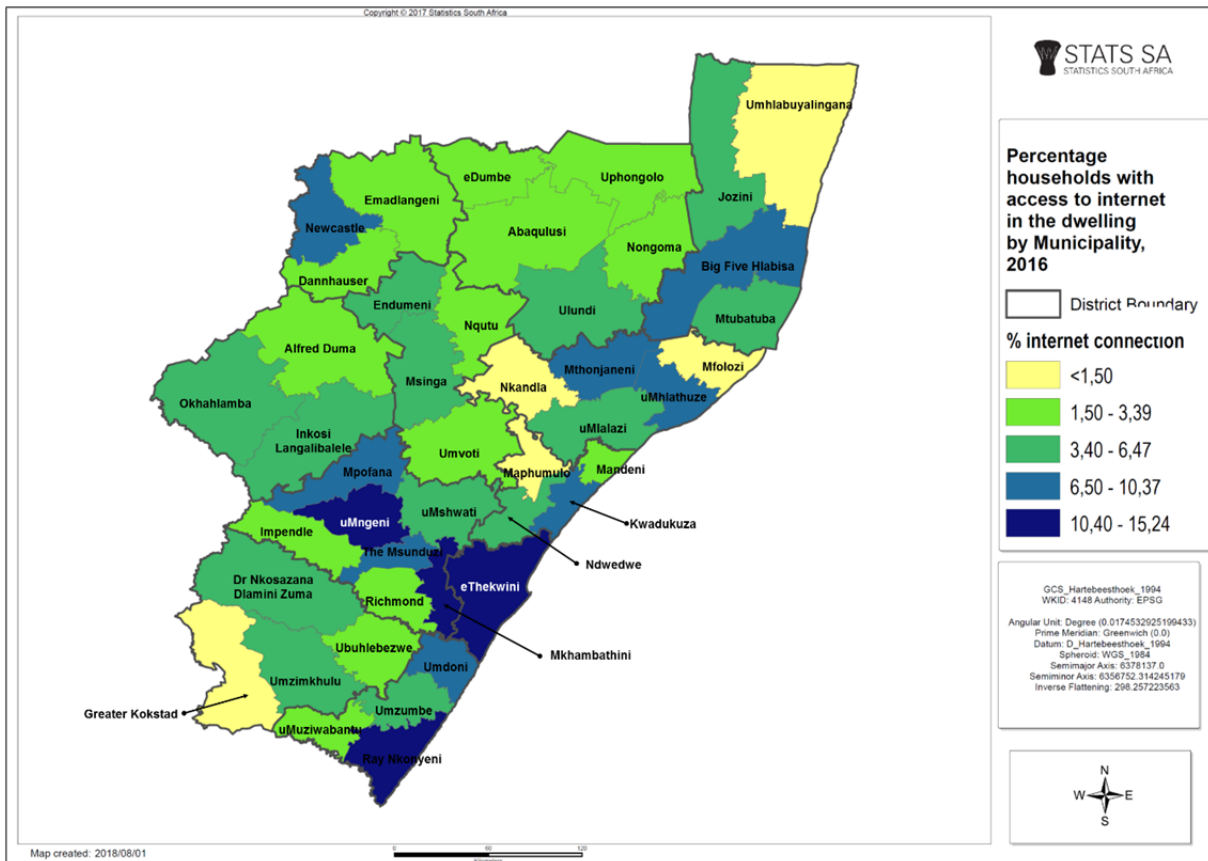 Copyright © 2017 Statistics South Africa
STATS SA
STATISTICS SOUTH AFRICA
Umhlabuyalingana
eDumbe
Uphongolo
Emadlangeni
Jozini
Newcastle
Abaqulusi
Nongoma
Big Five Hlabisa
Dannhauser
Endumeni
Ulundi
Mtubatuba
Nqutu
Alfred Duma
Mthonjaneni
Mfolozi
Msinga
Nkandla
uMhlathuze
Okhahlamba
Inkosi
Langalibalele
uMlalazi
Umvoti
Maphumulo
Mandeni
Mpofana
uMshwati
Kwadukuza
uMngeni
Impendle
The Msunduzi
Ndwedwe
Dr Nkosazana
Dlamini Zuma
eThekwini
Richmond
Ubuhlebezwe
Mkhambathini
Umdoni
Umzimkhulu
Greater Kokstad
Umzumbe
uMuziwabantu
Ray Nkonyeni
Percentage
households with
access to internet
in the dwelling
by Municipality,
2016
District Boundary
% internet connection
<1,50
1,50 - 3,39
3,40 - 6,47
6,50 - 10,37
10,40 - 15,24
GCS_Hartebeesthoek_1994
WKID: 4148 Authority: EPSG
Angular Unit: Degree (0.0174532925199433)
Prime Meridian: Greenwich (0.0)
Datum: D_Hartebeesthoek_1994
Spheroid: WGS_1984
Semimajor Axis: 6378137.0
Semiminor Axis: 6356752.314245179
Inverse Flattening: 298.257223563
N
W E
S
Map created: 2018/08/01
0 60 120